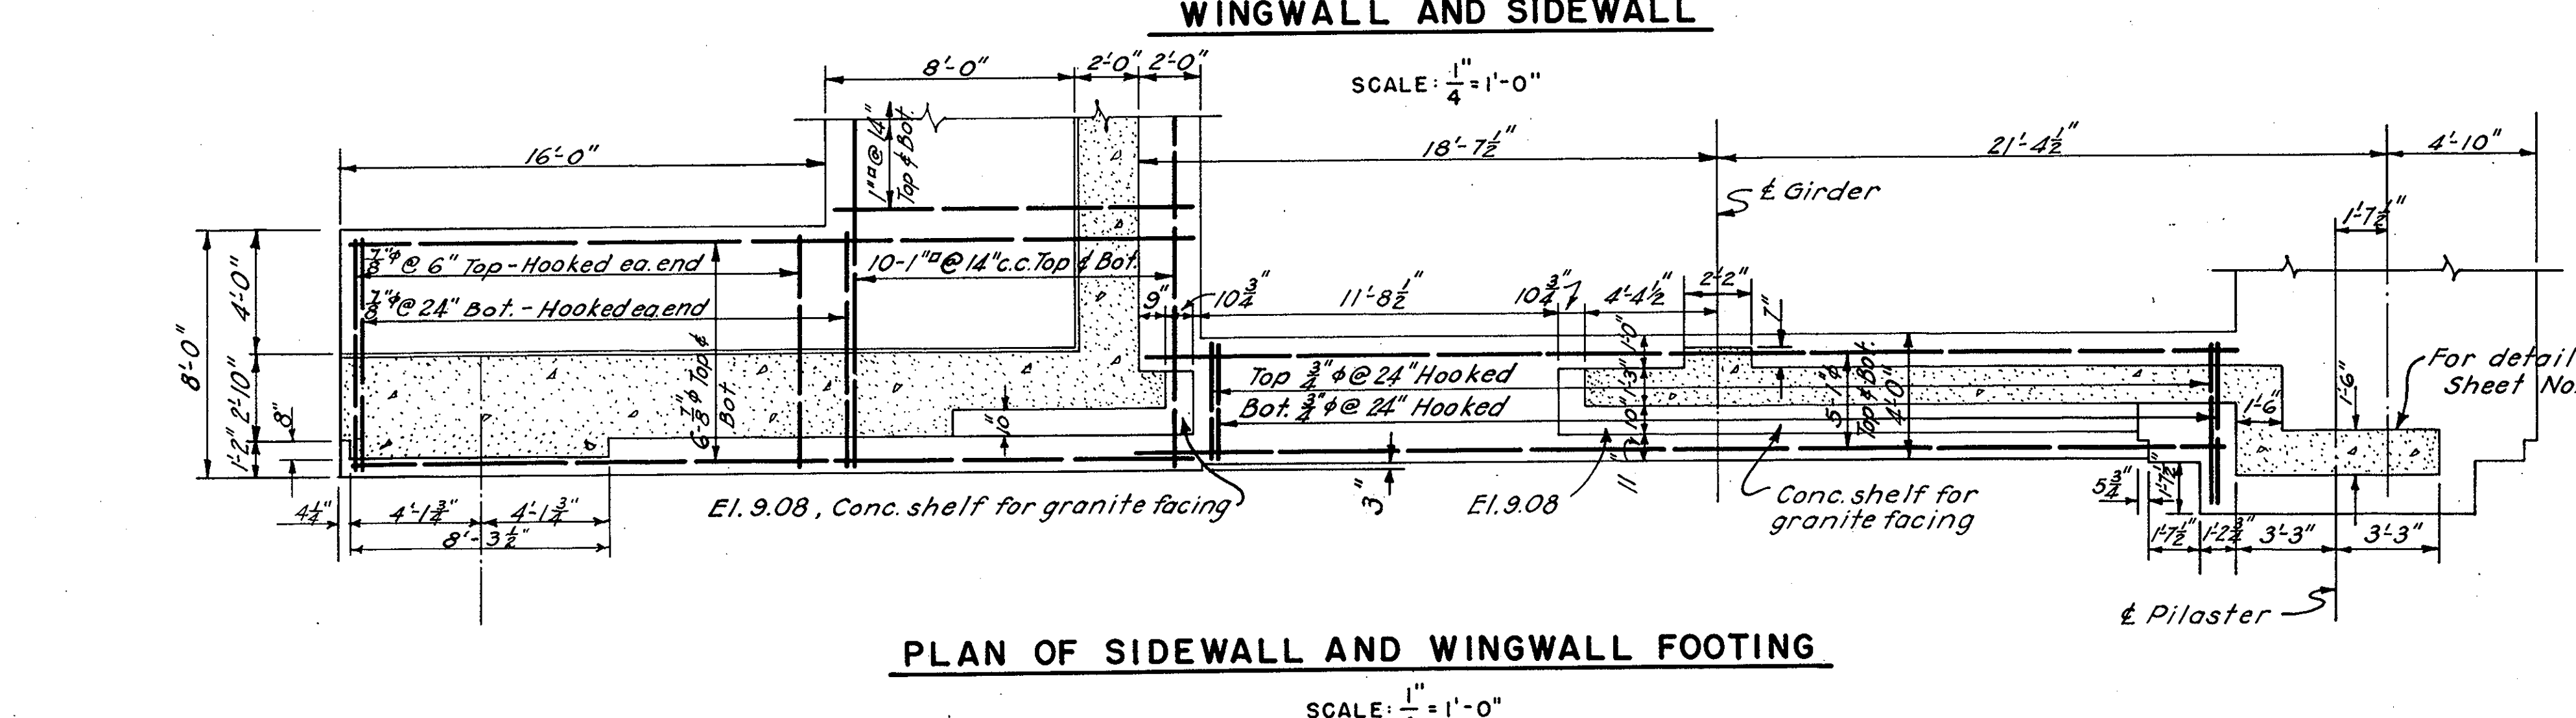 WINGWALL AND SIDEWALL
SCALE: 1/4" = 1'-0"
8'-0"
2'-0"
2'-0"
16'-0"
1"□ @ 14"
Top & Bot.
18'-7 1/2"
21'-4 1/2"
4'-10"
℄ Girder
1'-7 1/2"
7/8"φ @ 6" Top - Hooked ea. end
10-1"□ @ 14" c.c. Top & Bot.
7/8"φ @ 24" Bot. - Hooked ea. end
9"
10 3/4"
11'-8 1/2"
10 3/4"
4'-4 1/2"
2'-2"
7"
8'-0"
4'-0"
2'-10"
1'-2"
8"
6-7/8"φ Top &
Bot
10"
1'-0"
1'-3"
10"
11"
Top 3/4"φ @ 24" Hooked
Bot. 3/4"φ @ 24" Hooked
5-1"φ
Top & Bot.
4'-0"
1'-6"
1'-6"
For detail
Sheet No.
4 1/4"
4'-1 3/4"
4'-1 3/4"
8'-3 1/2"
El. 9.08, Conc. shelf for granite facing
3"
El. 9.08
Conc. shelf for
granite facing
5 3/4"
1'-7 1/2"
1'-7 1/2"
1'-2 3/4"
3'-3"
3'-3"
℄ Pilaster
PLAN OF SIDEWALL AND WINGWALL FOOTING
SCALE: 1" = 1'-0"